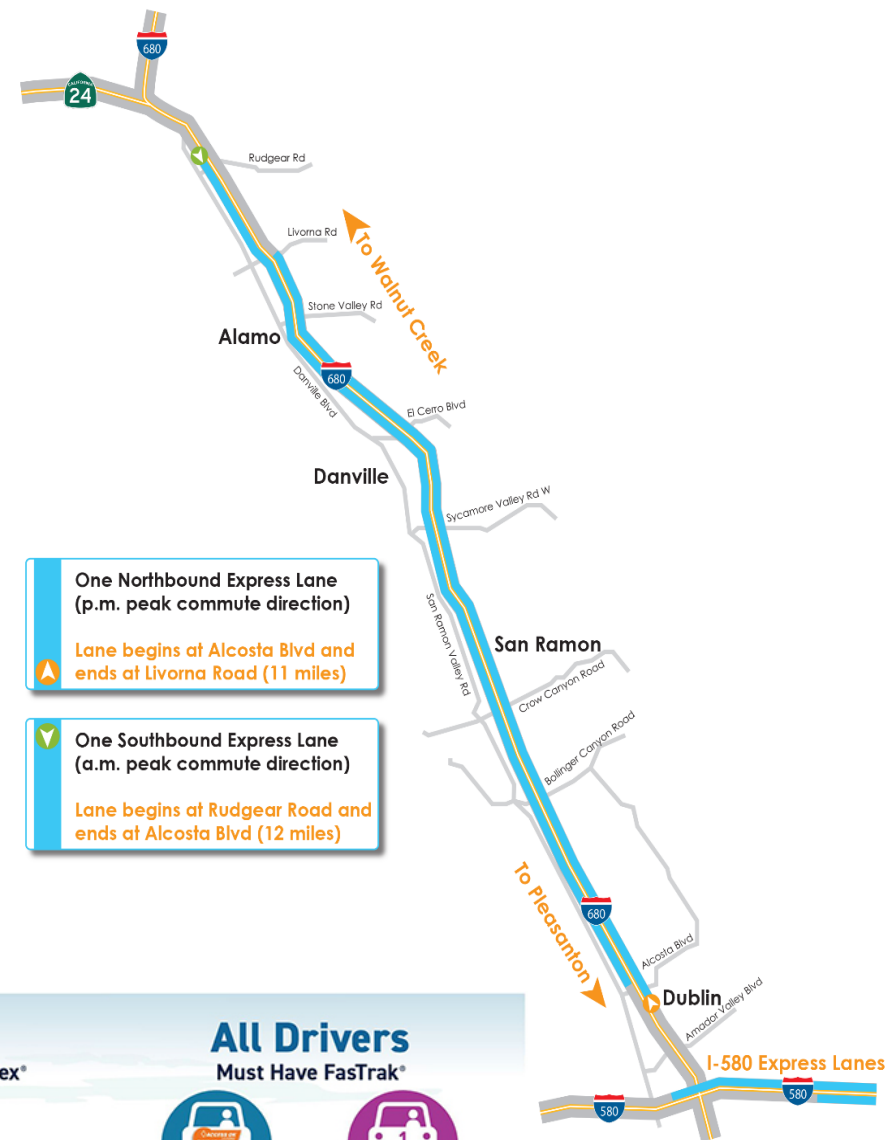 680
CALIFORNIA
24
Rudgear Rd
Livorna Rd
To Walnut Creek
Stone Valley Rd
Alamo
680
Danville Blvd
El Cerro Blvd
Danville
Sycamore Valley Rd W
One Northbound Express Lane
(p.m. peak commute direction)
Lane begins at Alcosta Blvd and
ends at Livorna Road (11 miles)
San Ramon Valley Rd
San Ramon
Crow Canyon Road
Bollinger Canyon Road
One Southbound Express Lane
(a.m. peak commute direction)
Lane begins at Rudgear Road and
ends at Alcosta Blvd (12 miles)
To Pleasanton
680
Alcosta Blvd
Dublin
Amador Valley Blvd
I-580 Express Lanes
580
580
All Drivers
ex®
Must Have FasTrak®
1